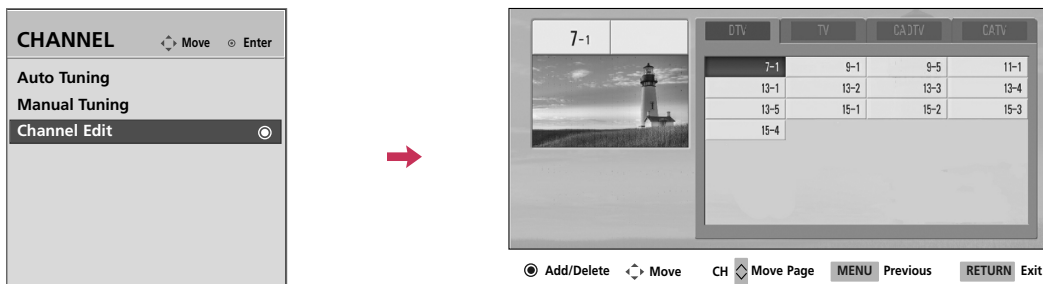 CHANNEL Move Enter
Auto Tuning
Manual Tuning
Channel Edit
7-1
DTV TV CADTV CATV
7-1 9-1 9-5 11-1
13-1 13-2 13-3 13-4
13-5 15-1 15-2 15-3
15-4
Add/Delete Move CH Move Page MENU Previous RETURN Exit